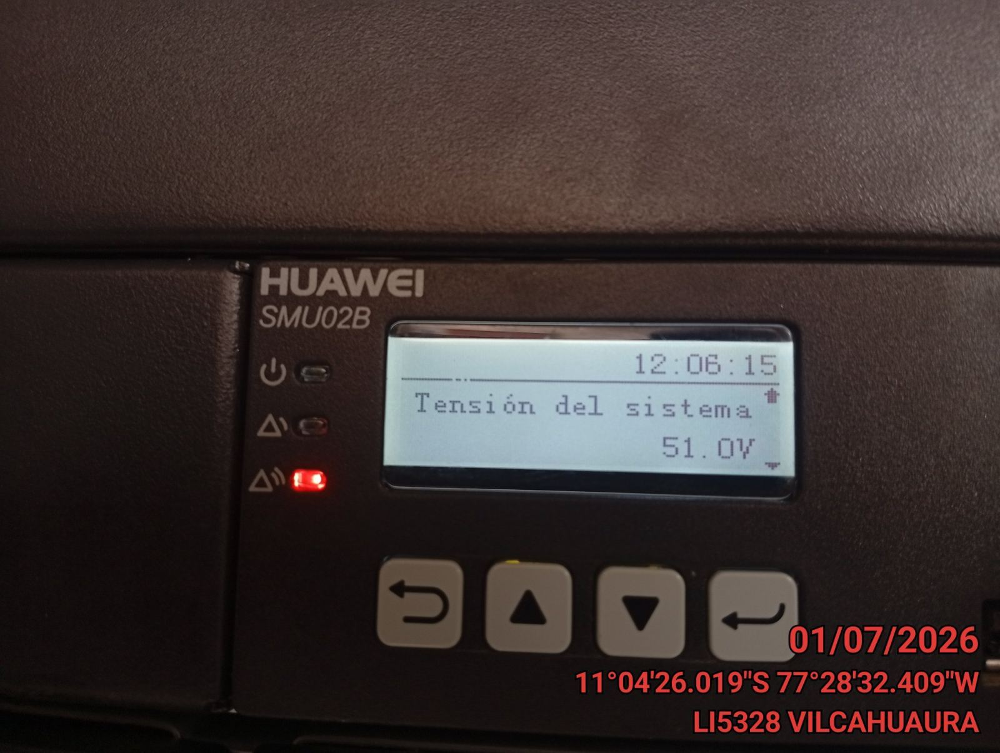 HUAWEI
SMU02B
12:06:15
Tensión del sistema
51.0V
01/07/2026
11°04'26.019"S 77°28'32.409"W
LI5328 VILCAHUAURA